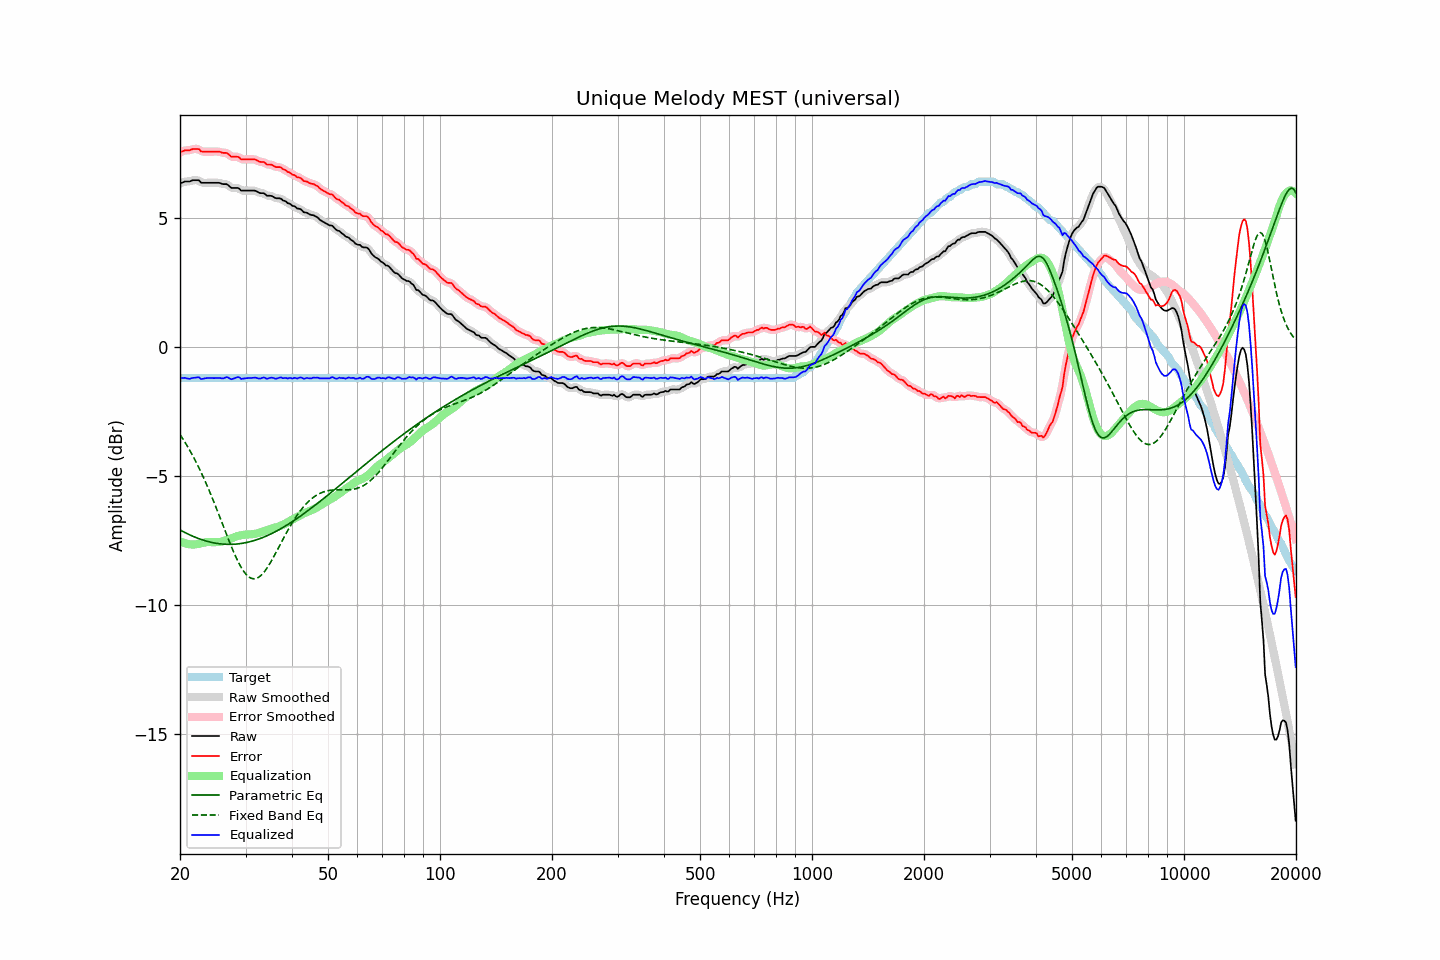 Unique Melody MEST (universal)
Amplitude (dBr)
5
0
−5
−10
−15
Target
Raw Smoothed
Error Smoothed
Raw
Error
Equalization
Parametric Eq
Fixed Band Eq
Equalized
20 50 100 200 500 1000 2000 5000 10000 20000
Frequency (Hz)